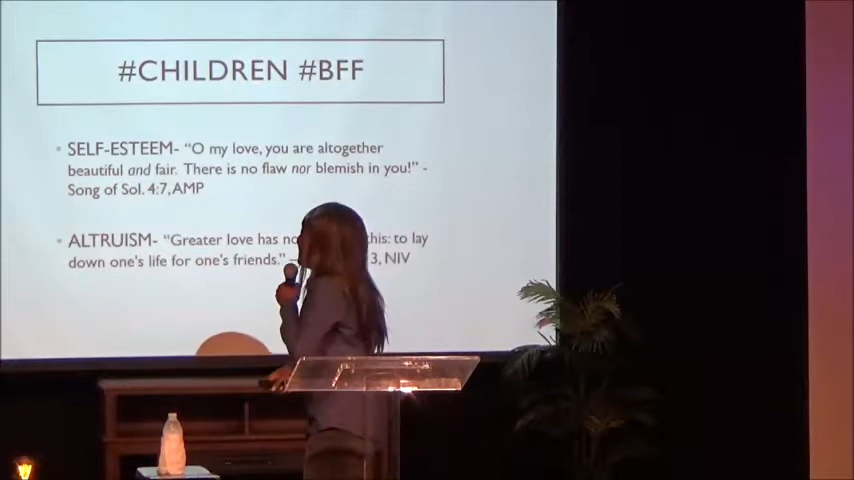 #CHILDREN #BFF
• SELF-ESTEEM- “O my love, you are altogether
beautiful and fair. There is no flaw nor blemish in you!” -
Song of Sol. 4:7, AMP
• ALTRUISM- “Greater love has no this: to lay
down one’s life for one’s friends.” – 3, NIV